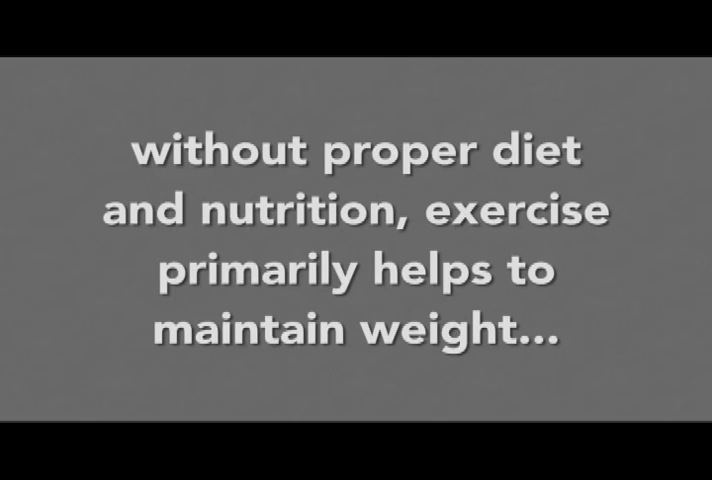 without proper diet
and nutrition, exercise
primarily helps to
maintain weight...